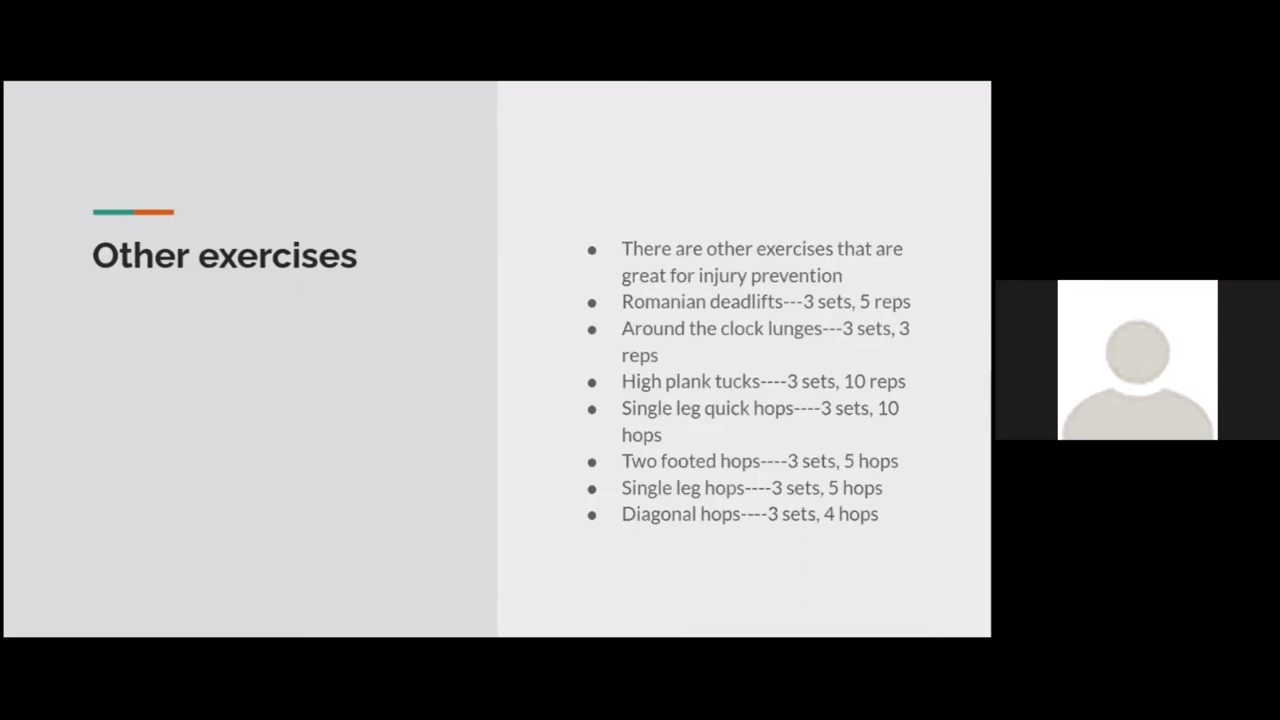 Other exercises
● There are other exercises that are
great for injury prevention
● Romanian deadlifts---3 sets, 5 reps
● Around the clock lunges---3 sets, 3
reps
● High plank tucks----3 sets, 10 reps
● Single leg quick hops----3 sets, 10
hops
● Two footed hops----3 sets, 5 hops
● Single leg hops----3 sets, 5 hops
● Diagonal hops----3 sets, 4 hops